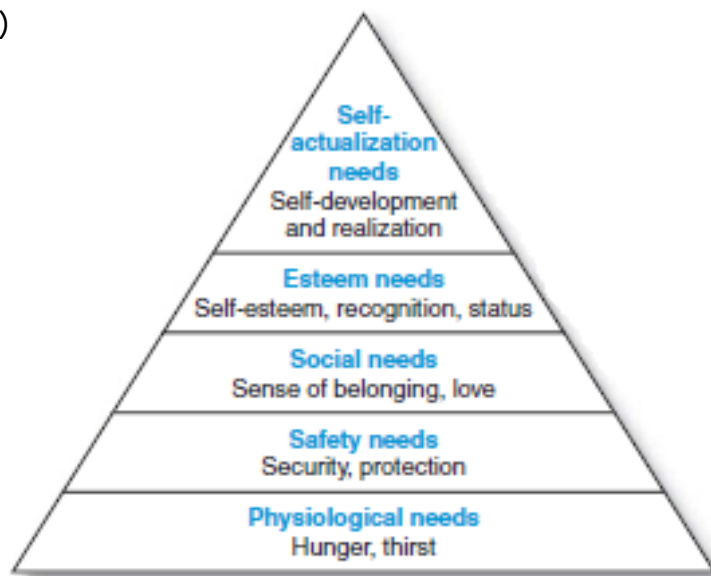 )
Self-
actualization
needs
Self-development
and realization
Esteem needs
Self-esteem, recognition, status
Social needs
Sense of belonging, love
Safety needs
Security, protection
Physiological needs
Hunger, thirst